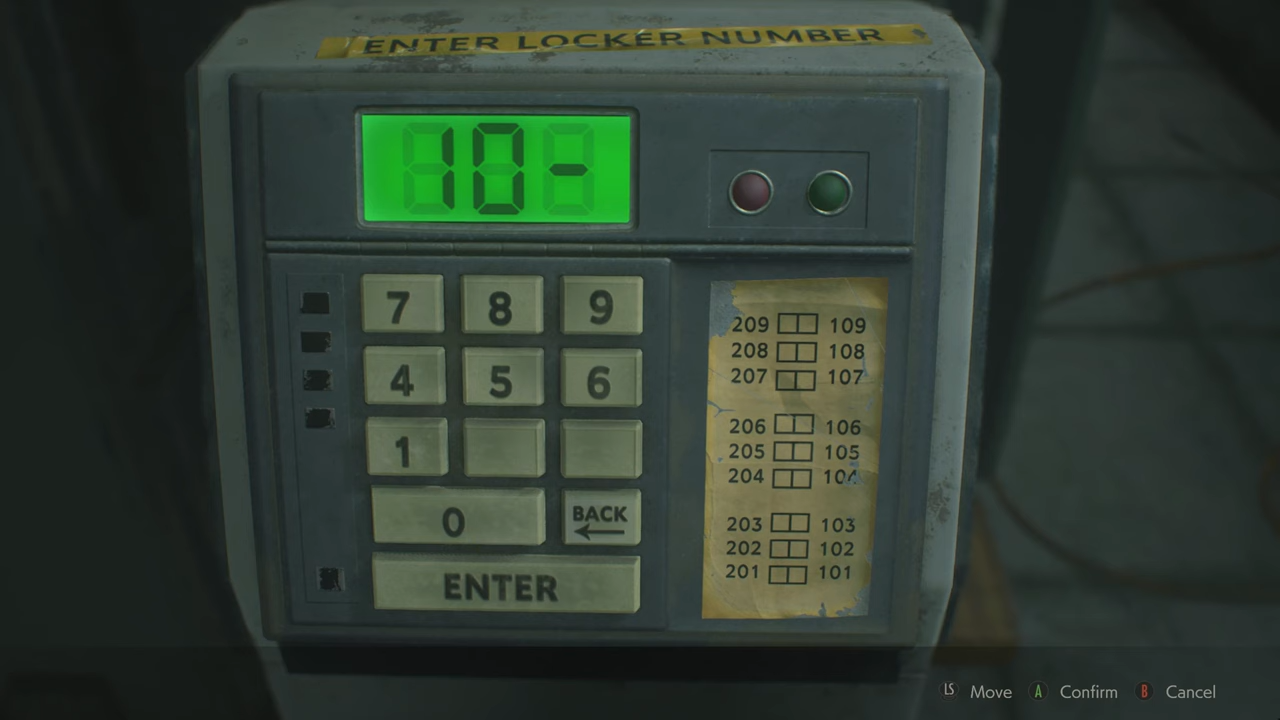 ENTER LOCKER NUMBER
10-
7 8 9
4 5 6
1
0 BACK
ENTER
209 109
208 108
207 107
206 106
205 105
204 104
203 103
202 102
201 101
LS Move A Confirm B Cancel